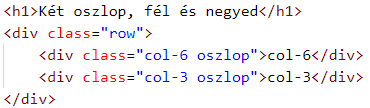 <h1>Két oszlop, fél és negyed</h1>
<div class="row">
    <div class="col-6 oszlop">col-6</div>
    <div class="col-3 oszlop">col-3</div>
</div>